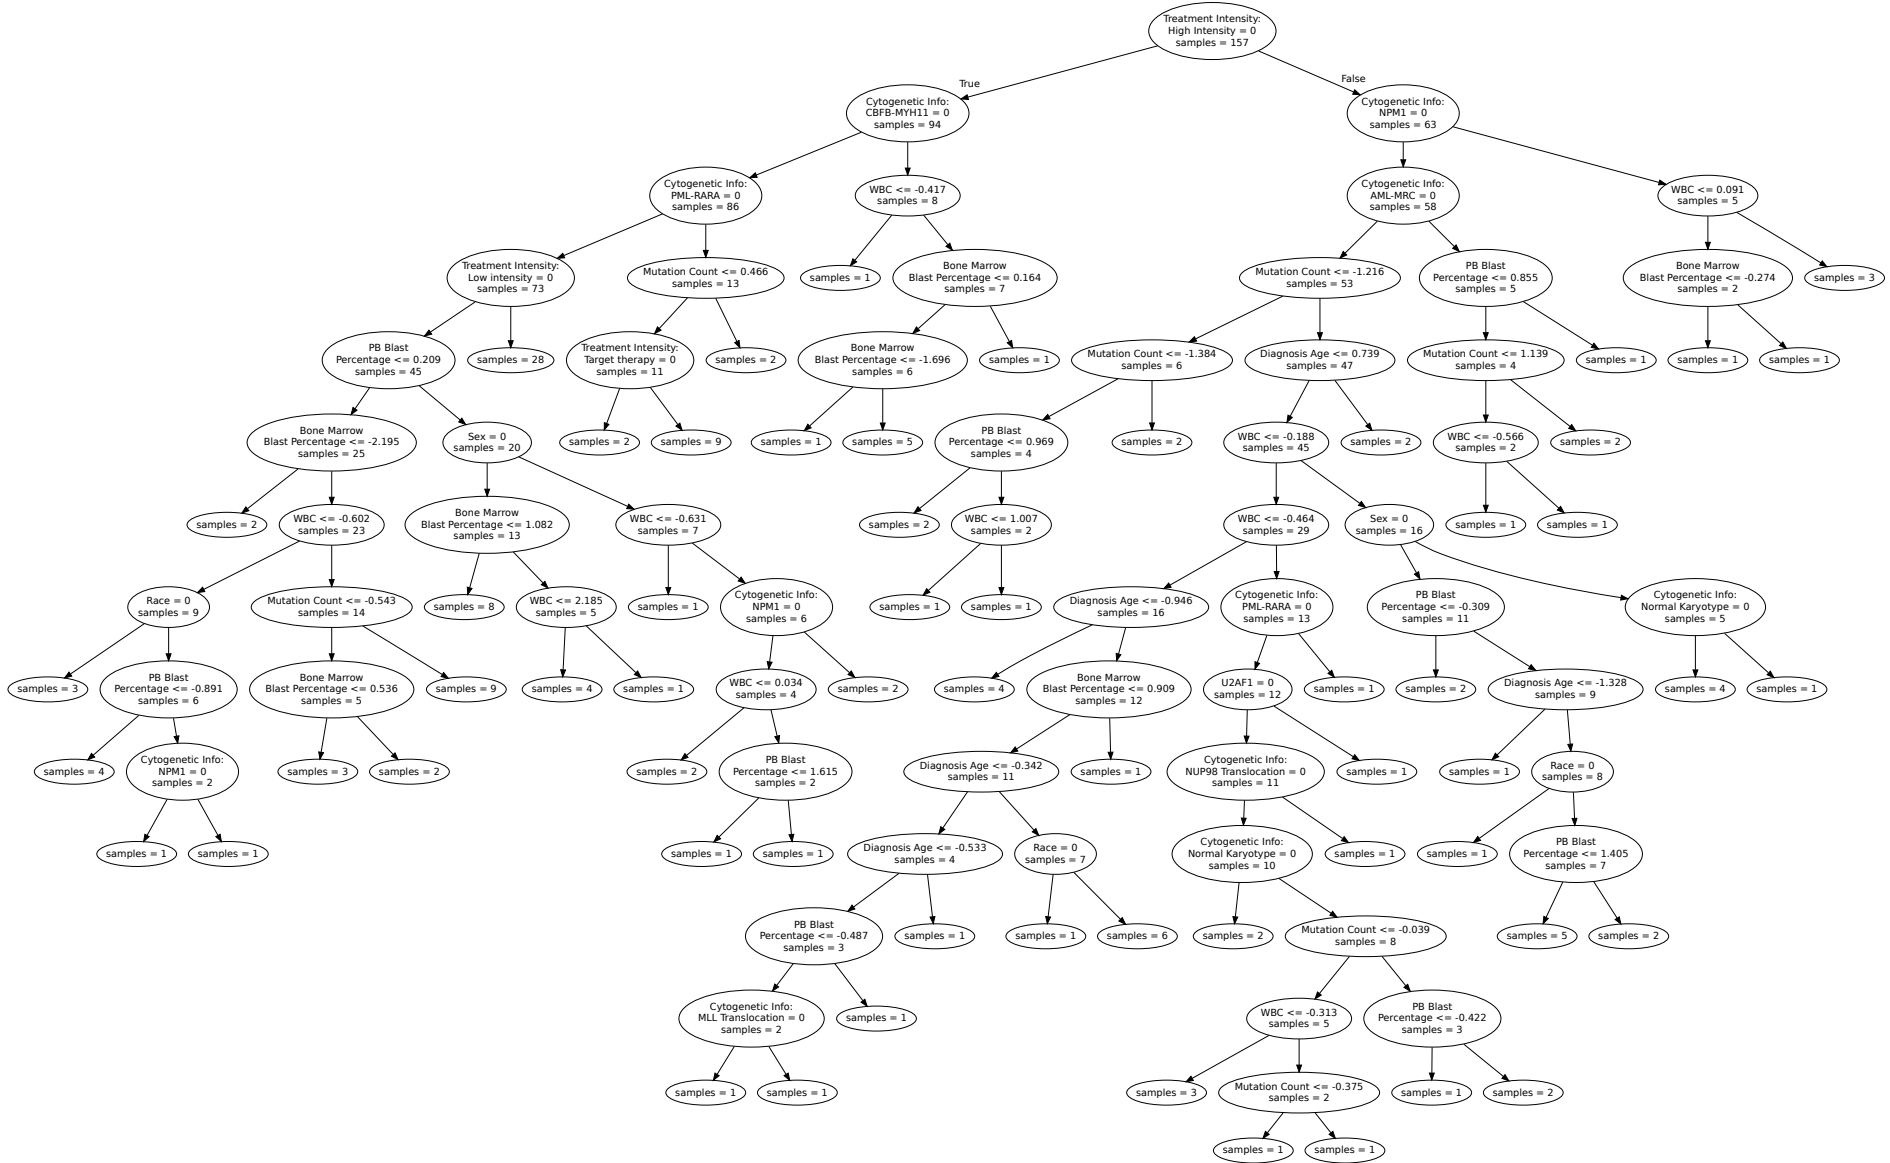 Treatment Intensity:
High Intensity = 0
samples = 157
True
False
Cytogenetic Info:
CBFB-MYH11 = 0
samples = 94
Cytogenetic Info:
NPM1 = 0
samples = 63
Cytogenetic Info:
PML-RARA = 0
samples = 86
WBC <= -0.417
samples = 8
Cytogenetic Info:
AML-MRC = 0
samples = 58
WBC <= 0.091
samples = 5
Treatment Intensity:
Low intensity = 0
samples = 73
Mutation Count <= 0.466
samples = 13
samples = 1
Bone Marrow
Blast Percentage <= 0.164
samples = 7
Mutation Count <= -1.216
samples = 53
PB Blast
Percentage <= 0.855
samples = 5
Bone Marrow
Blast Percentage <= -0.274
samples = 2
samples = 3
PB Blast
Percentage <= 0.209
samples = 45
samples = 28
Treatment Intensity:
Target therapy = 0
samples = 11
samples = 2
Bone Marrow
Blast Percentage <= -1.696
samples = 6
samples = 1
Mutation Count <= -1.384
samples = 6
Diagnosis Age <= 0.739
samples = 47
Mutation Count <= 1.139
samples = 4
samples = 1
samples = 1
samples = 1
Bone Marrow
Blast Percentage <= -2.195
samples = 25
Sex = 0
samples = 20
samples = 2
samples = 9
samples = 1
samples = 5
PB Blast
Percentage <= 0.969
samples = 4
samples = 2
WBC <= -0.188
samples = 45
samples = 2
WBC <= -0.566
samples = 2
samples = 2
samples = 2
WBC <= -0.602
samples = 23
Bone Marrow
Blast Percentage <= 1.082
samples = 13
WBC <= -0.631
samples = 7
samples = 2
WBC <= 1.007
samples = 2
WBC <= -0.464
samples = 29
Sex = 0
samples = 16
samples = 1
samples = 1
Race = 0
samples = 9
Mutation Count <= -0.543
samples = 14
samples = 8
WBC <= 2.185
samples = 5
samples = 1
Cytogenetic Info:
NPM1 = 0
samples = 6
samples = 1
samples = 1
Diagnosis Age <= -0.946
samples = 16
Cytogenetic Info:
PML-RARA = 0
samples = 13
PB Blast
Percentage <= -0.309
samples = 11
Cytogenetic Info:
Normal Karyotype = 0
samples = 5
samples = 3
PB Blast
Percentage <= -0.891
samples = 6
Bone Marrow
Blast Percentage <= 0.536
samples = 5
samples = 9
samples = 4
samples = 1
WBC <= 0.034
samples = 4
samples = 2
samples = 4
Bone Marrow
Blast Percentage <= 0.909
samples = 12
U2AF1 = 0
samples = 12
samples = 1
samples = 2
Diagnosis Age <= -1.328
samples = 9
samples = 4
samples = 1
samples = 4
Cytogenetic Info:
NPM1 = 0
samples = 2
samples = 3
samples = 2
samples = 2
PB Blast
Percentage <= 1.615
samples = 2
Diagnosis Age <= -0.342
samples = 11
samples = 1
Cytogenetic Info:
NUP98 Translocation = 0
samples = 11
samples = 1
samples = 1
Race = 0
samples = 8
samples = 1
samples = 1
samples = 1
samples = 1
Diagnosis Age <= -0.533
samples = 4
Race = 0
samples = 7
Cytogenetic Info:
Normal Karyotype = 0
samples = 10
samples = 1
samples = 1
PB Blast
Percentage <= 1.405
samples = 7
PB Blast
Percentage <= -0.487
samples = 3
samples = 1
samples = 1
samples = 6
samples = 2
Mutation Count <= -0.039
samples = 8
samples = 5
samples = 2
Cytogenetic Info:
MLL Translocation = 0
samples = 2
samples = 1
WBC <= -0.313
samples = 5
PB Blast
Percentage <= -0.422
samples = 3
samples = 1
samples = 1
samples = 3
Mutation Count <= -0.375
samples = 2
samples = 1
samples = 2
samples = 1
samples = 1